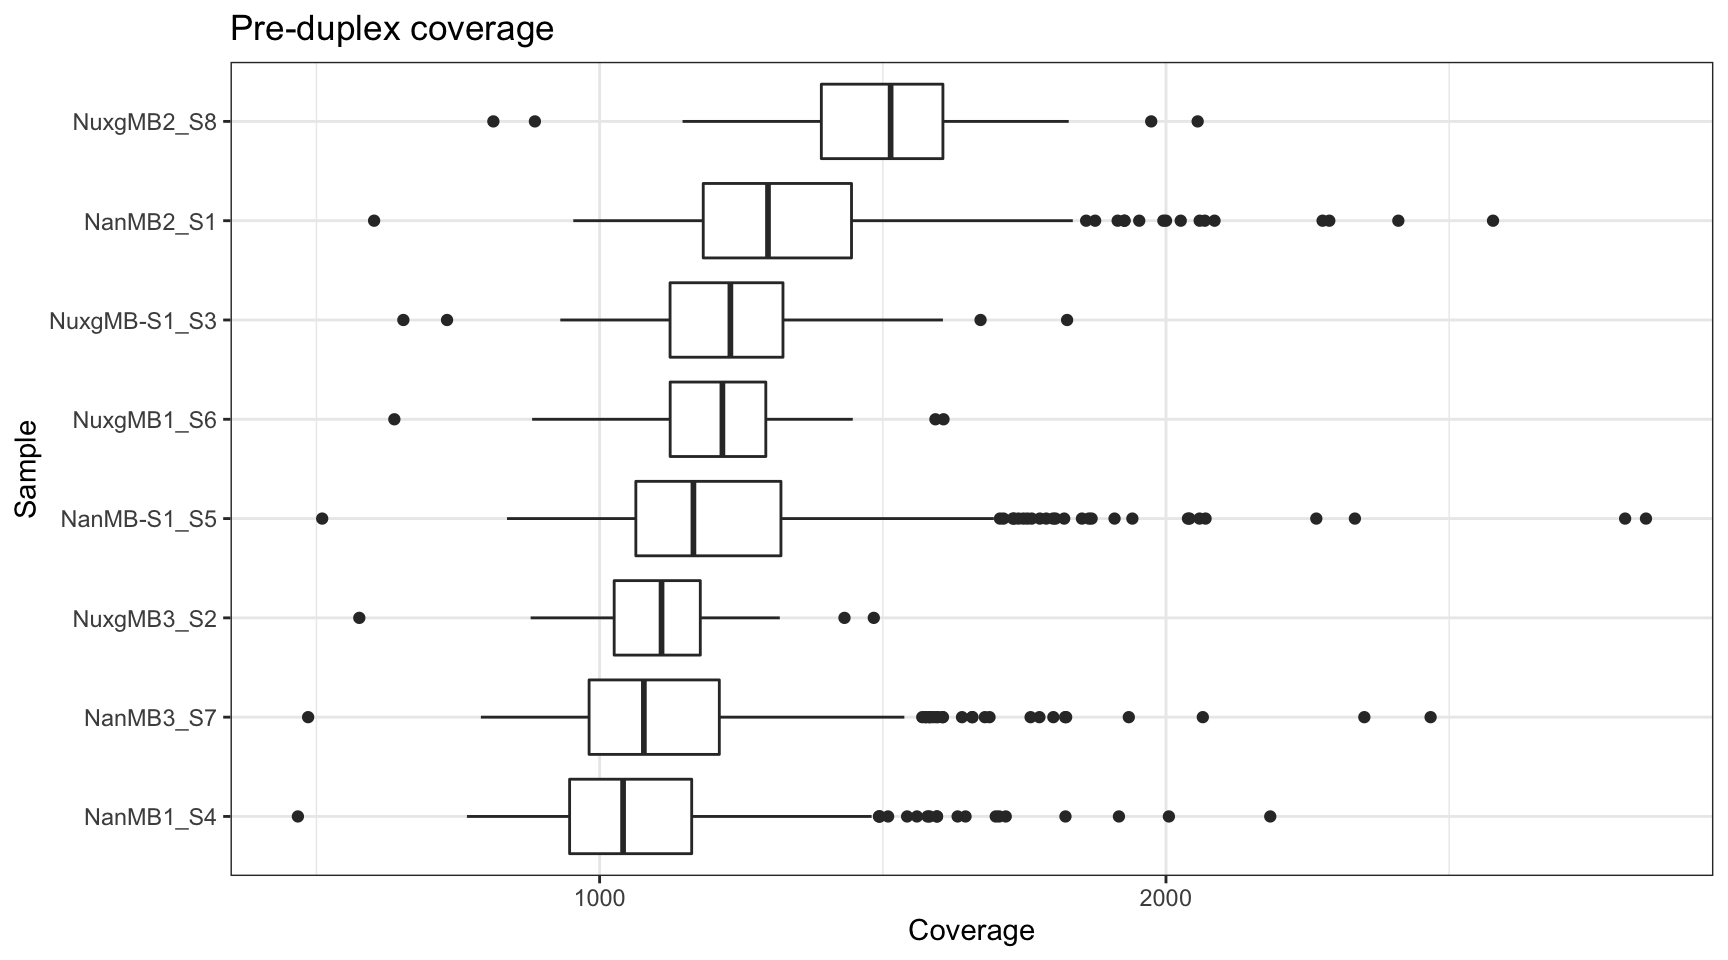 Pre-duplex coverage
NuxgMB2_S8
NanMB2_S1
NuxgMB-S1_S3
NuxgMB1_S6
NanMB-S1_S5
NuxgMB3_S2
NanMB3_S7
NanMB1_S4
Sample
1000 2000
Coverage